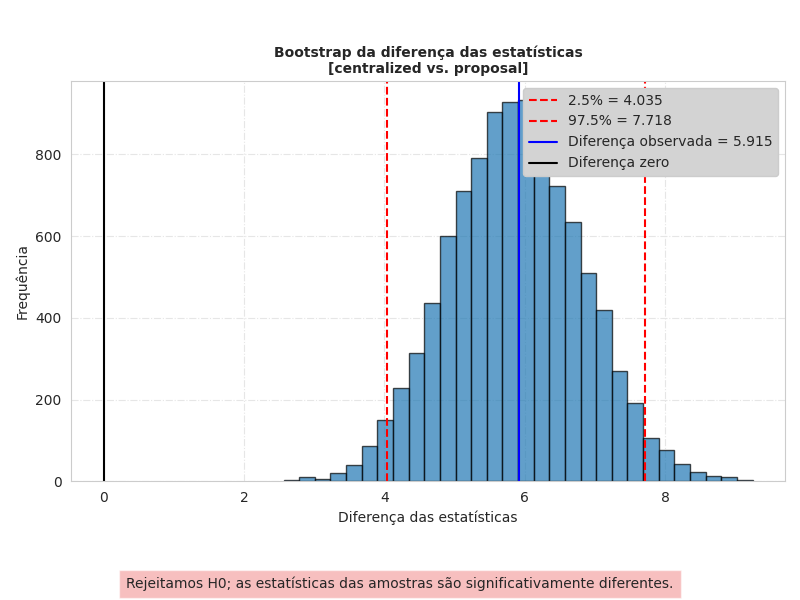 Bootstrap da diferença das estatísticas
[centralized vs. proposal]
2.5% = 4.035
97.5% = 7.718
Diferença observada = 5.915
Diferença zero
Frequência
800
600
400
200
0
0 2 4 6 8
Diferença das estatísticas
Rejeitamos H0; as estatísticas das amostras são significativamente diferentes.